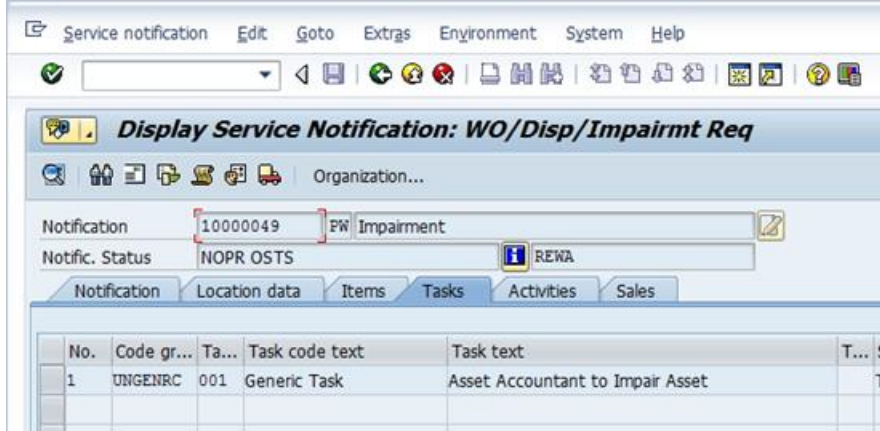 Service notification Edit Goto Extras Environment System Help
Display Service Notification: WO/Disp/Impairmt Req
Organization...
Notification 10000049 PW Impairment
Notific. Status NOPR OSTS REWA
Notification Location data Items Tasks Activities Sales
No. Code gr... Ta... Task code text Task text T...
1 UNGENRC 001 Generic Task Asset Accountant to Impair Asset